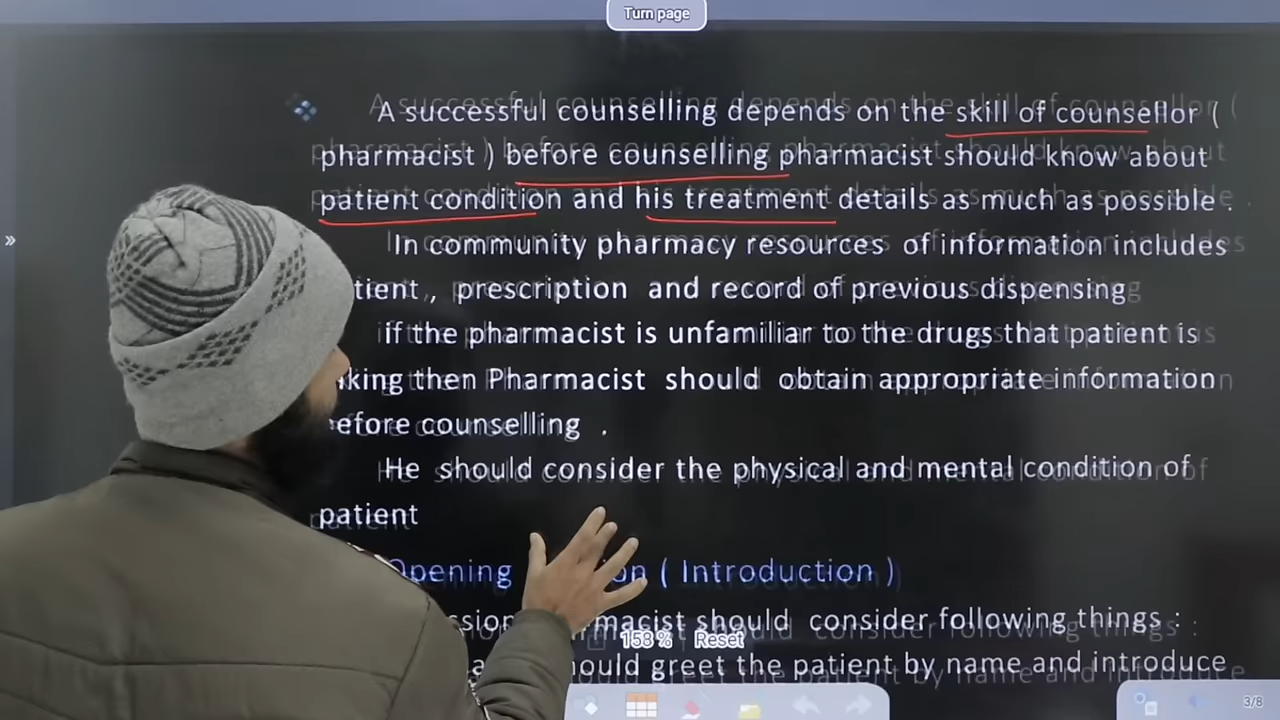 Turn page
A successful counselling depends on the skill of counsellor (
pharmacist ) before counselling pharmacist should know about
patient condition and his treatment details as much as possible .
In community pharmacy resources of information includes
tient , prescription and record of previous dispensing
if the pharmacist is unfamiliar to the drugs that patient is
king then Pharmacist should obtain appropriate information
efore counselling .
He should consider the physical and mental condition of
patient
Opening on ( Introduction )
ssion rmacist should consider following things :
hould greet the patient by name and introduce
158 % Reset
3/8